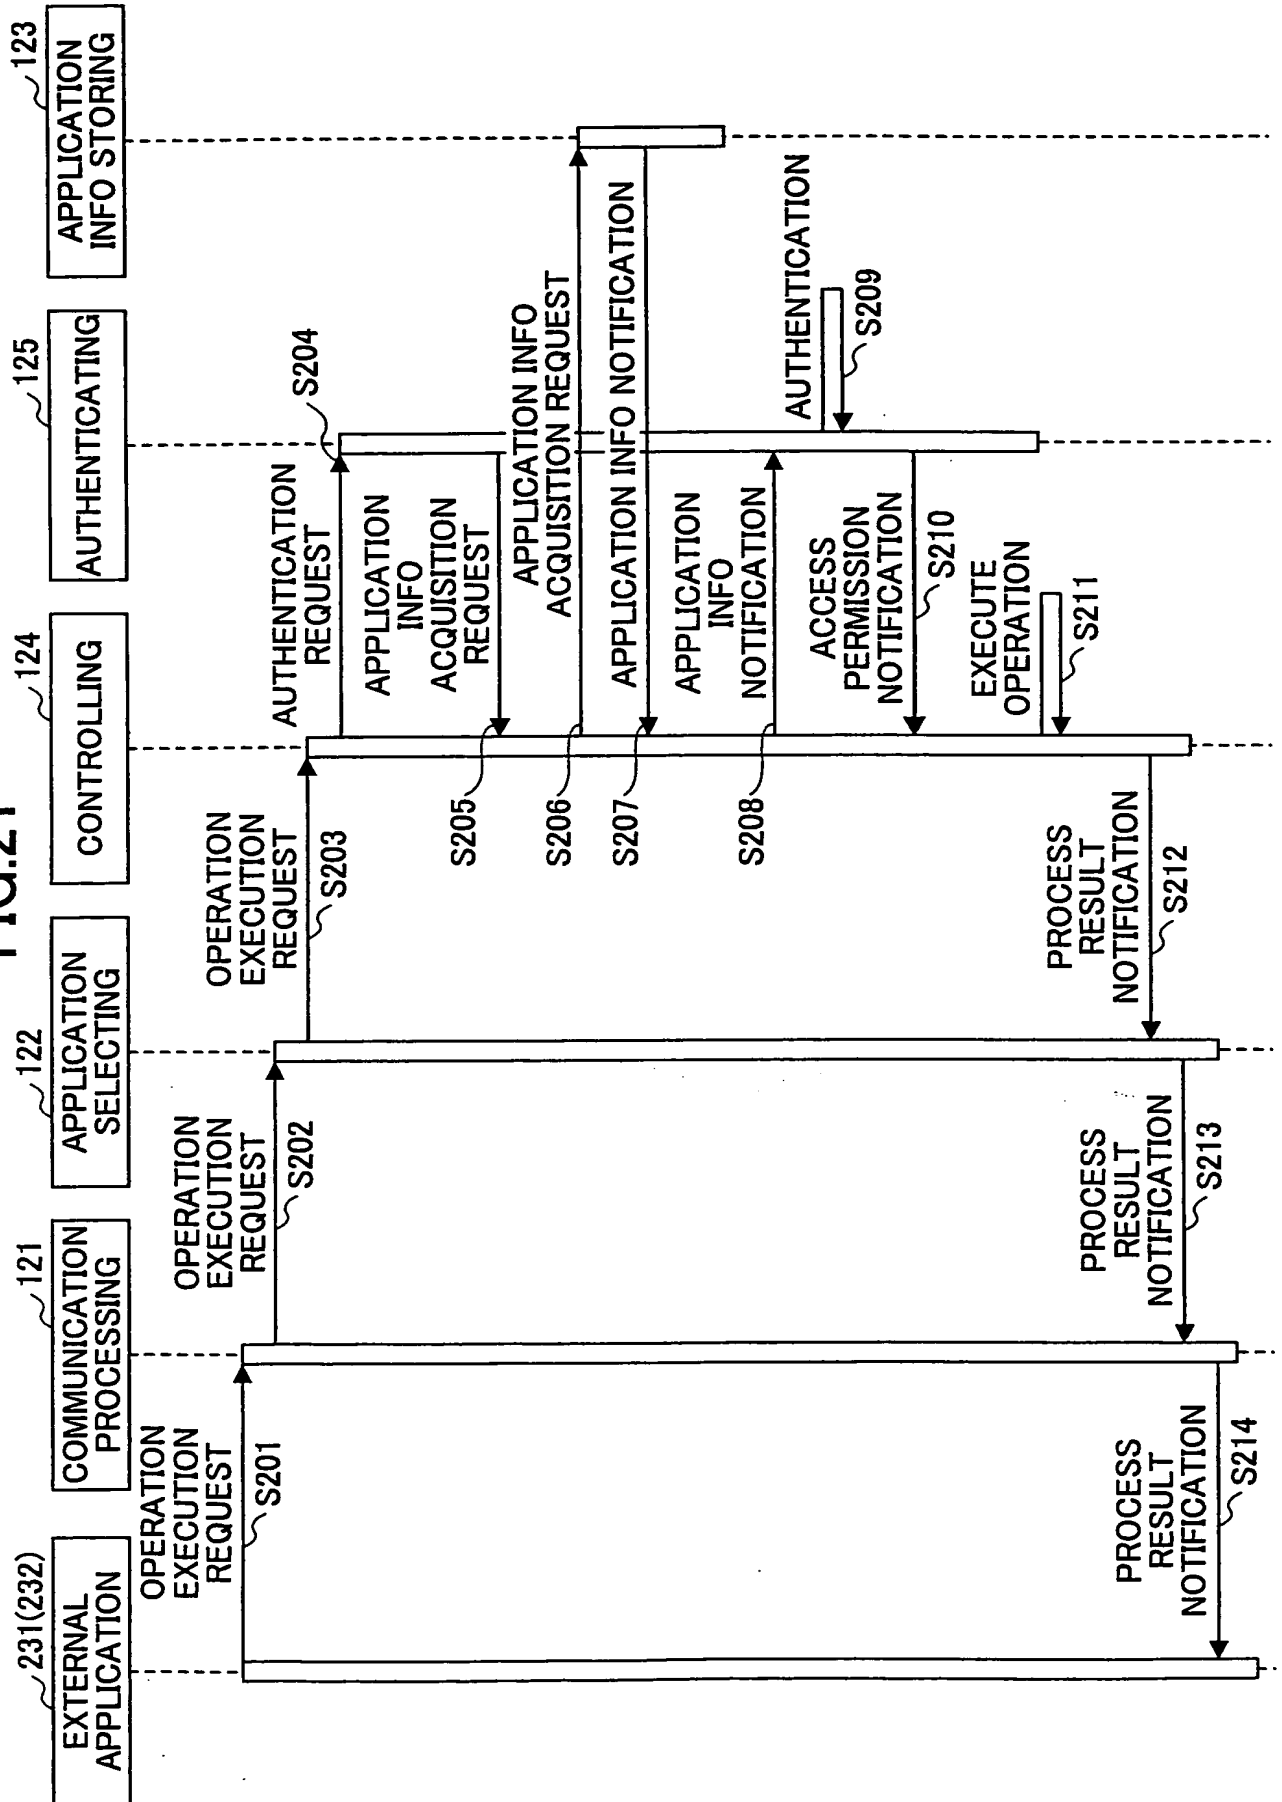 FIG.21
231(232)
EXTERNAL
APPLICATION
121
COMMUNICATION
PROCESSING
122
APPLICATION
SELECTING
124
CONTROLLING
125
AUTHENTICATING
123
APPLICATION
INFO STORING
OPERATION
EXECUTION
REQUEST
S201
OPERATION
EXECUTION
REQUEST
S202
OPERATION
EXECUTION
REQUEST
S203
AUTHENTICATION
REQUEST
S204
APPLICATION
INFO
ACQUISITION
REQUEST
S205
APPLICATION INFO
ACQUISITION REQUEST
S206
APPLICATION INFO NOTIFICATION
S207
APPLICATION
INFO
NOTIFICATION
S208
AUTHENTICATION
S209
ACCESS
PERMISSION
NOTIFICATION
S210
EXECUTE
OPERATION
S211
PROCESS
RESULT
NOTIFICATION
S212
PROCESS
RESULT
NOTIFICATION
S213
PROCESS
RESULT
NOTIFICATION
S214